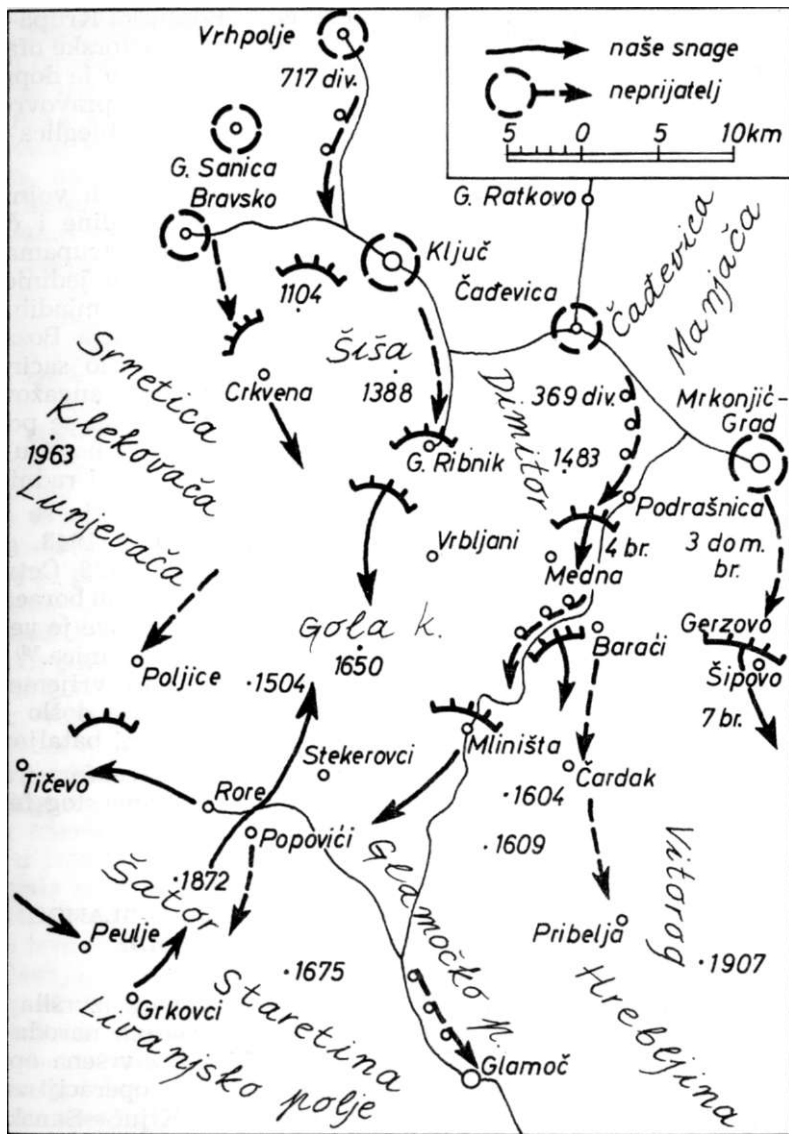 Vrhpolje
717 div.
naše snage
neprijatelj
5 0 5 10km
G. Sanica
Bravsko
G. Ratkovo
Ključ
Čađevica
Čađevica
Manjača
1104
Šiša
1388
Crkvena
Srnetica
Klekovača
1963
Lunjevača
Dimitor
369 div.
1483
Mrkonjić-
Grad
G. Ribnik
Podrašnica
Vrbljani
4 br.
3 dom.
br.
Medna
Gola k.
1650
Baraći
Gerzovo
Šipovo
7 br.
Poljice
1504
Mliništa
Stekerovci
Tičevo
Rore
Čardak
1604
1609
Popovići
Šator
1872
Glamočko p.
Vitorog
Peulje
Pribelja
1907
1675
Staretina
Hrebljina
Grkovci
Livanjsko polje
Glamoč